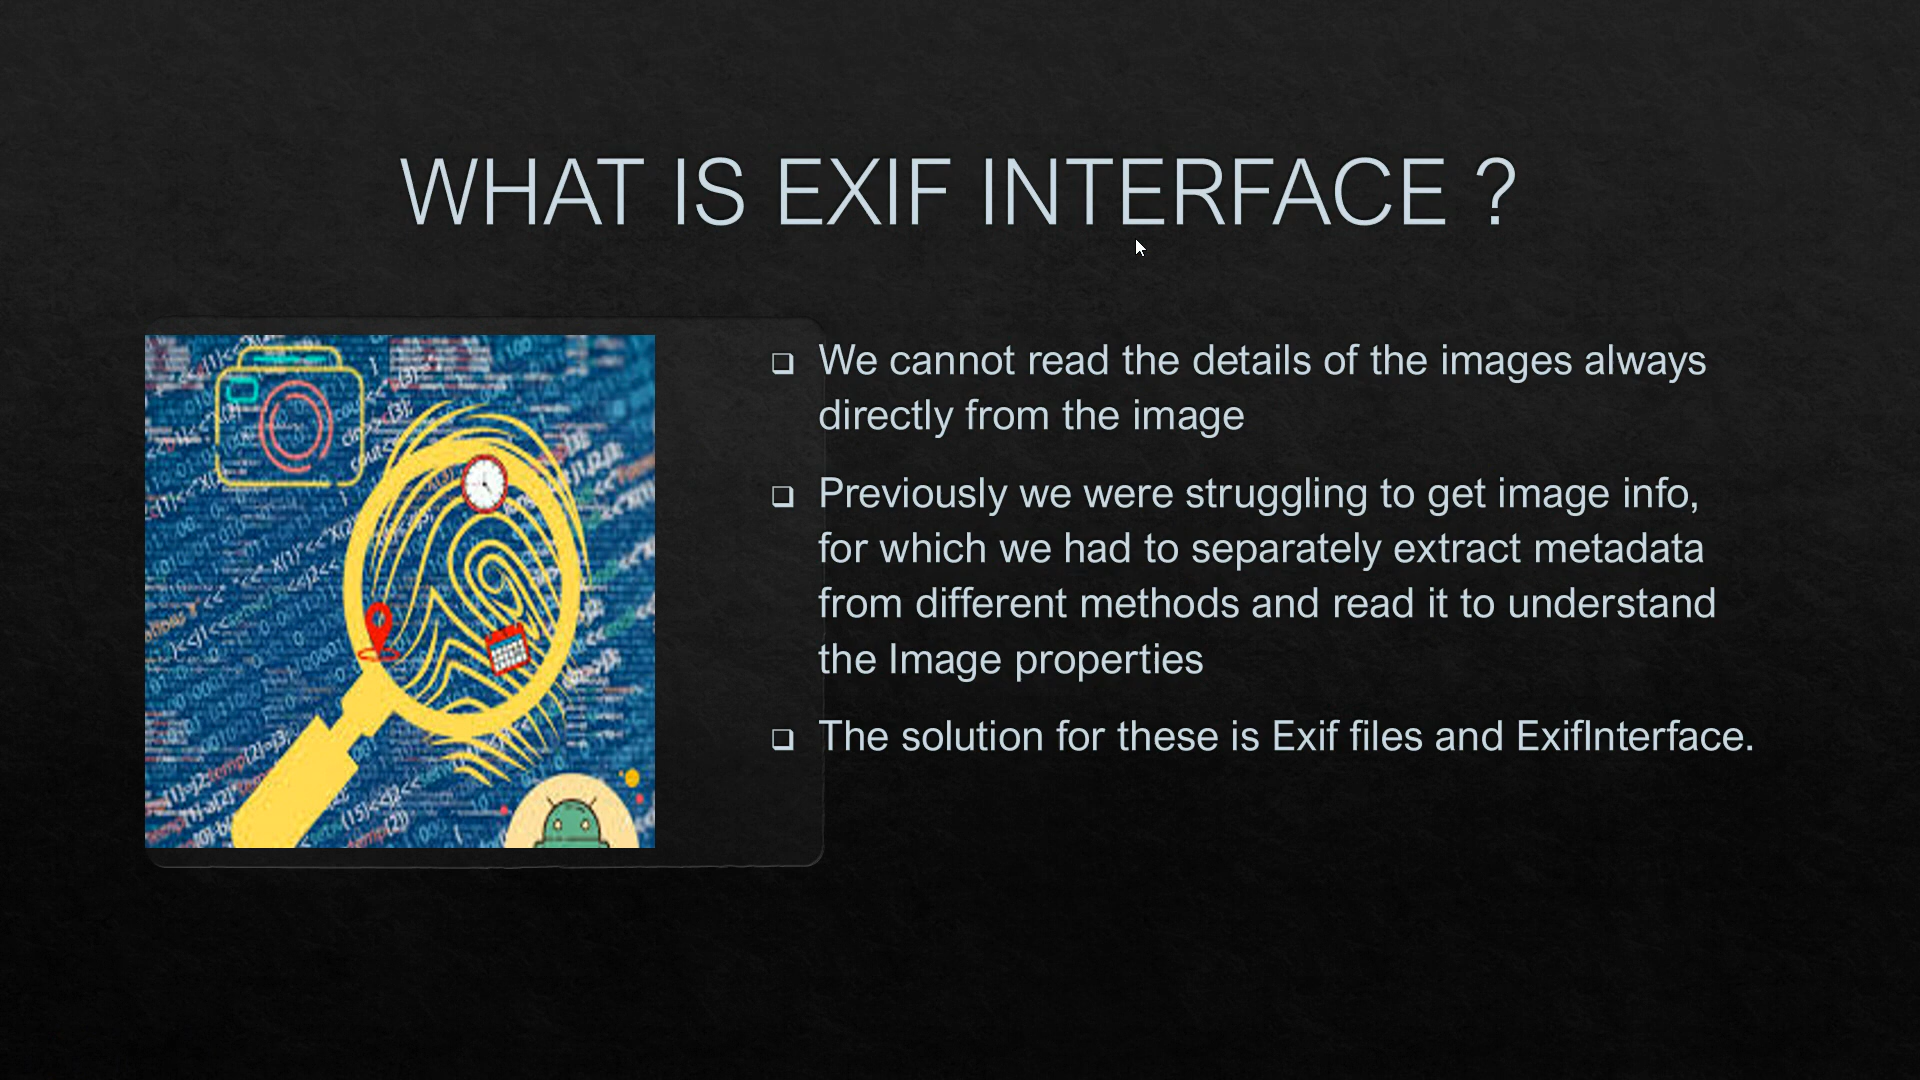 WHAT IS EXIF INTERFACE ?
We cannot read the details of the images always
directly from the image
Previously we were struggling to get image info,
for which we had to separately extract metadata
from different methods and read it to understand
the Image properties
The solution for these is Exif files and ExifInterface.